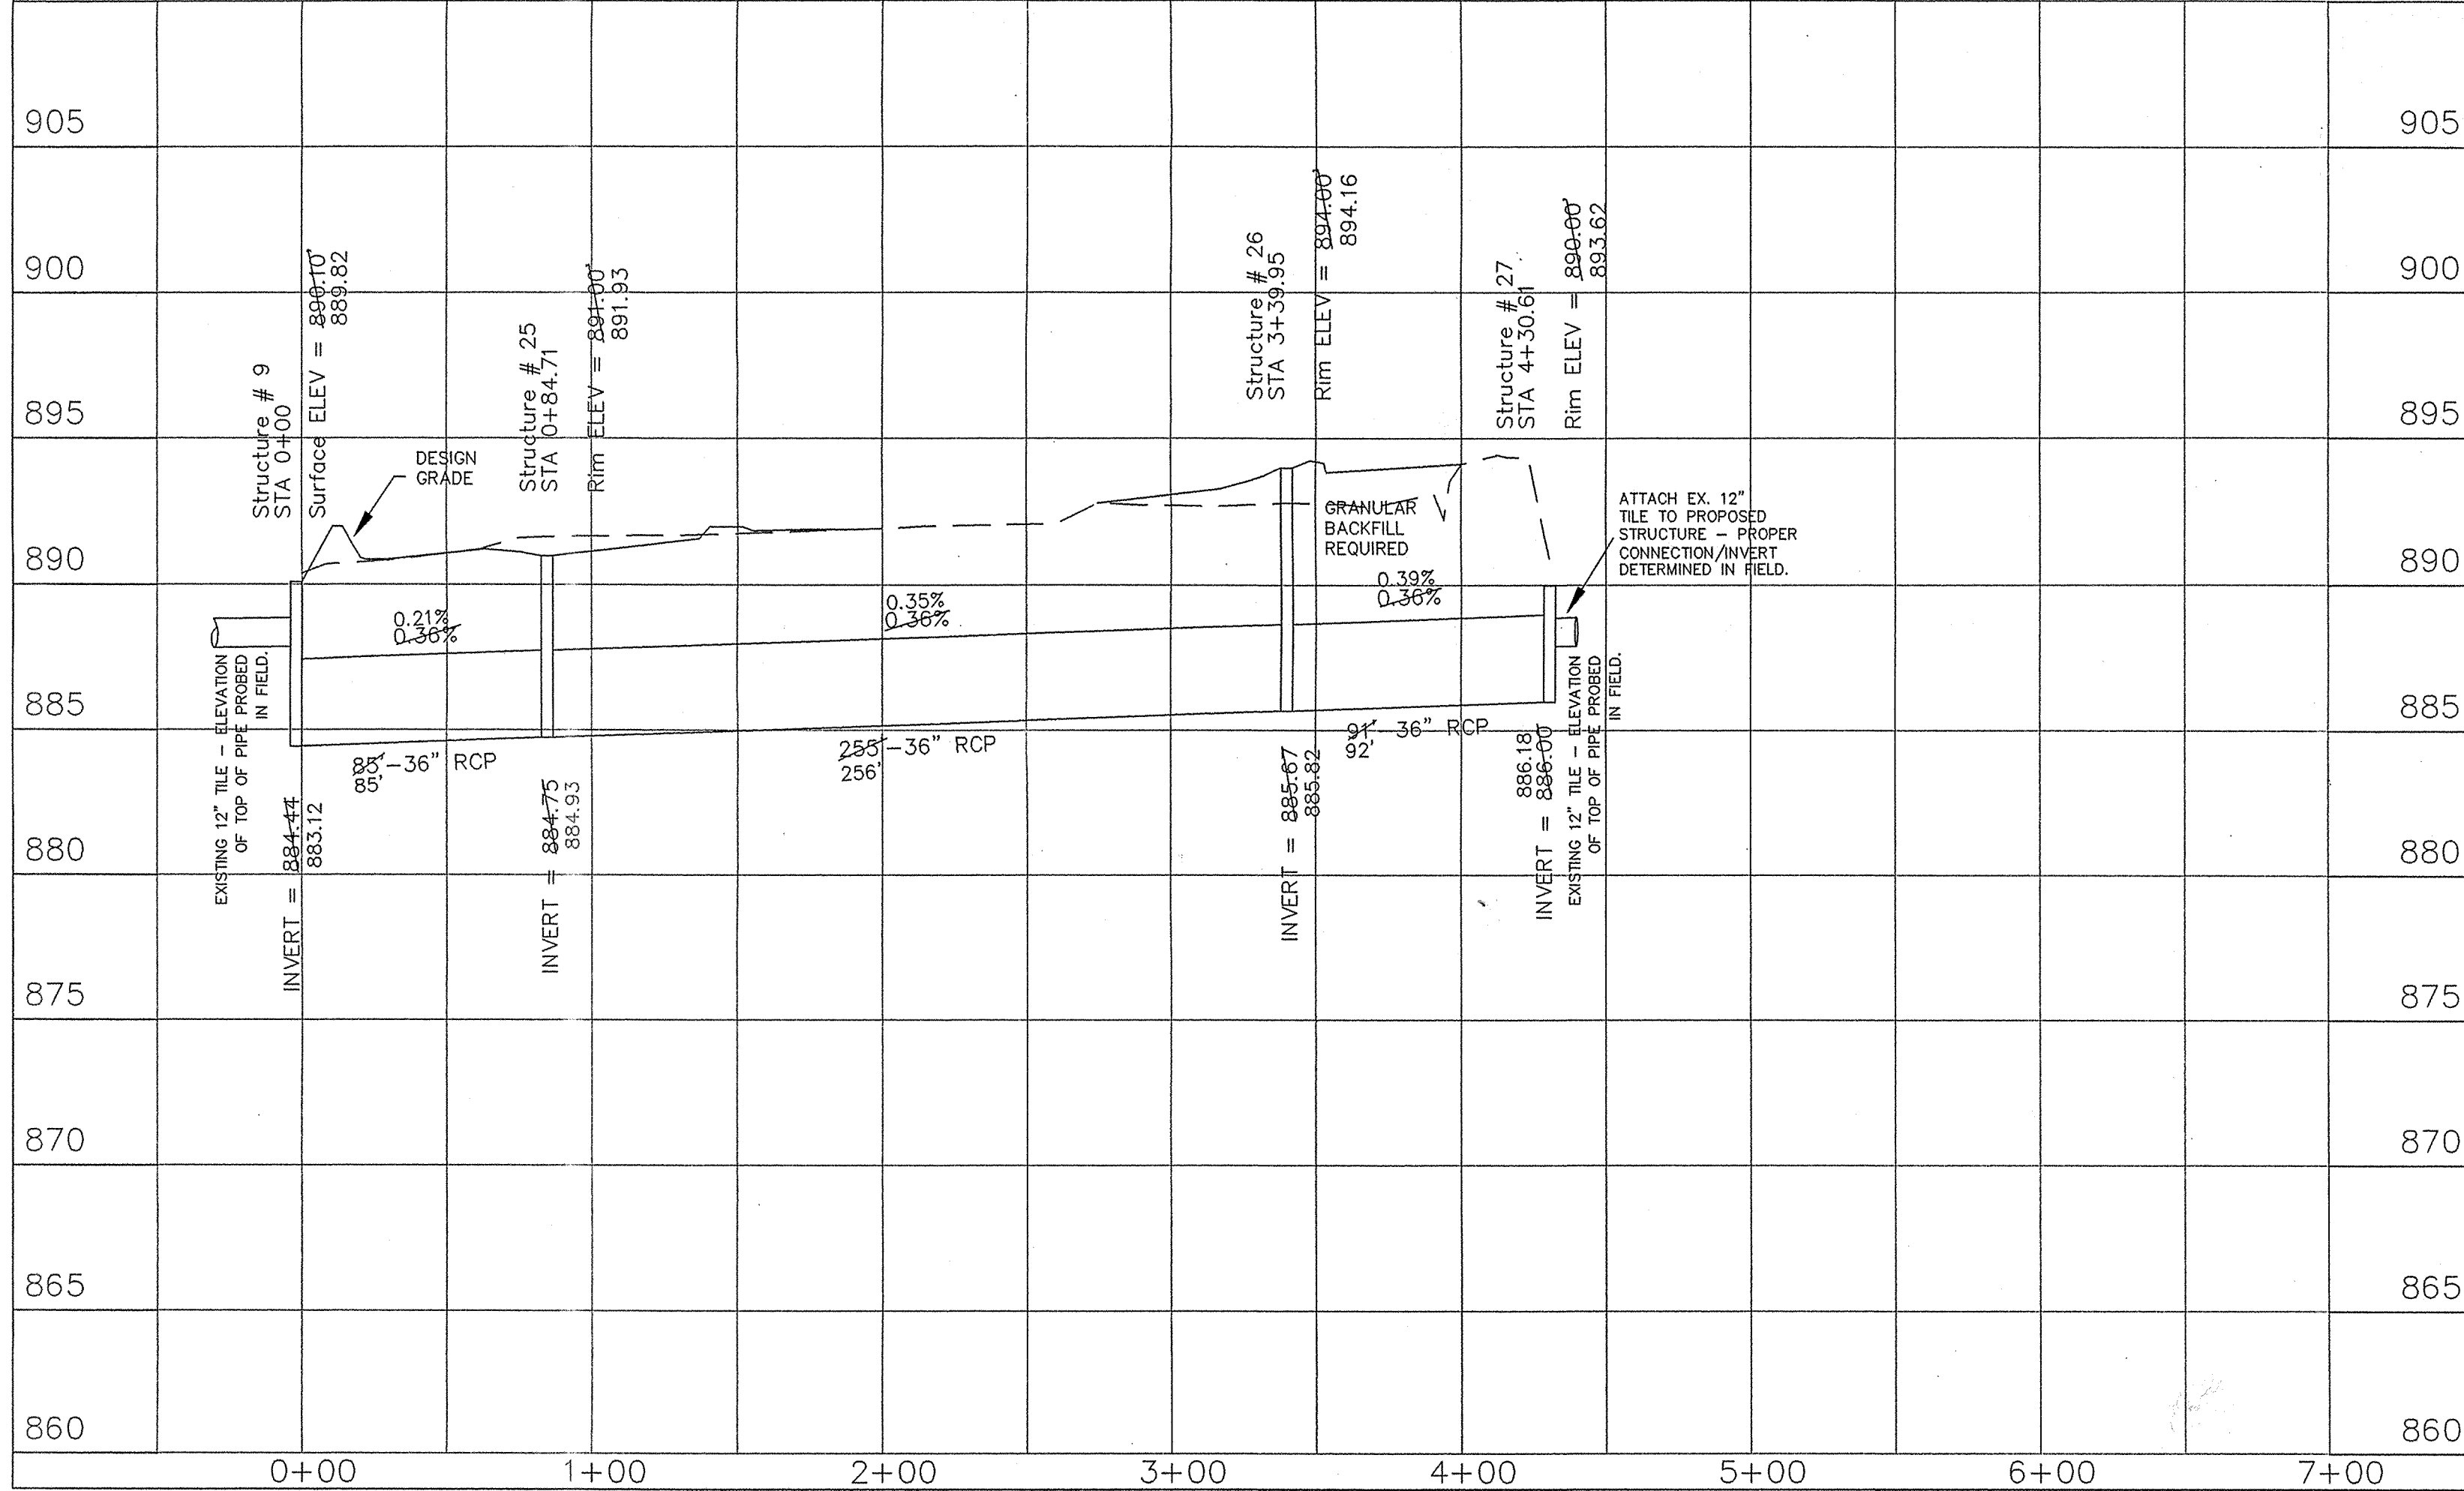 905
905
900
900
895
895
890
890
885
885
880
880
875
875
870
870
865
865
860
860
Structure # 9
STA 0+00
Surface ELEV = 890.10'
889.82
DESIGN
GRADE
Structure # 25
STA 0+84.71
Rim ELEV = 891.00'
891.93
Structure # 26
STA 3+39.95
Rim ELEV = 894.00'
894.16
Structure # 27
STA 4+30.61
Rim ELEV = 890.00'
893.62
GRANULAR
BACKFILL
REQUIRED
ATTACH EX. 12"
TILE TO PROPOSED
STRUCTURE – PROPER
CONNECTION/INVERT
DETERMINED IN FIELD.
0.21%
0.36%
0.35%
0.36%
0.39%
0.36%
EXISTING 12" TILE – ELEVATION
OF TOP OF PIPE PROBED
IN FIELD.
85'-36" RCP
85'
255'-36" RCP
256'
91'-36" RCP
92'
INVERT = 884.44
883.12
INVERT = 884.75
884.93
INVERT = 885.67
885.82
886.18
INVERT = 886.00
EXISTING 12" TILE – ELEVATION
OF TOP OF PIPE PROBED
IN FIELD.
0+00
1+00
2+00
3+00
4+00
5+00
6+00
7+00